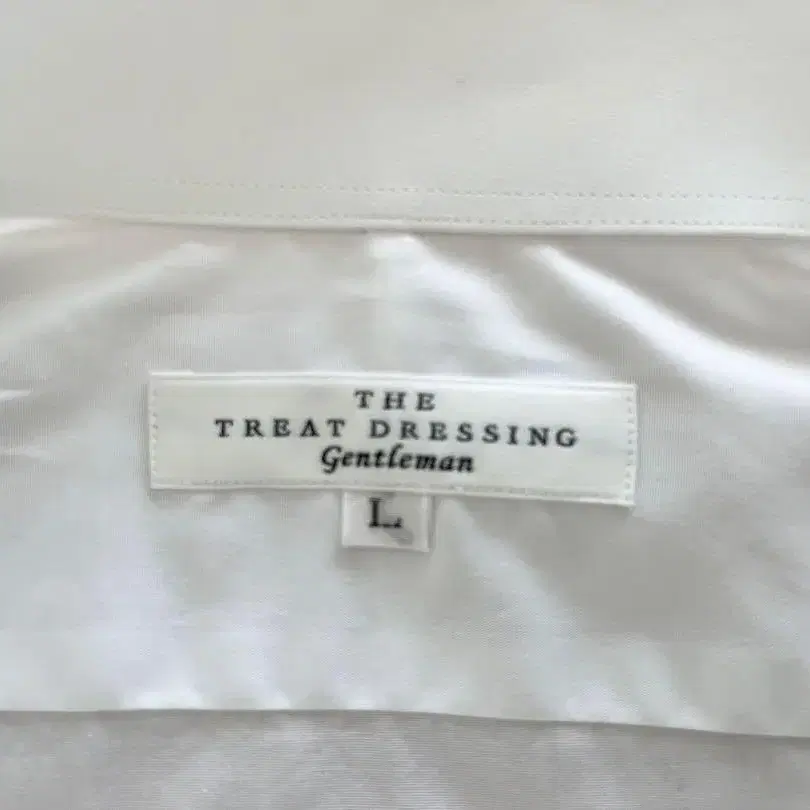 THE
TREAT DRESSING
Gentleman
L